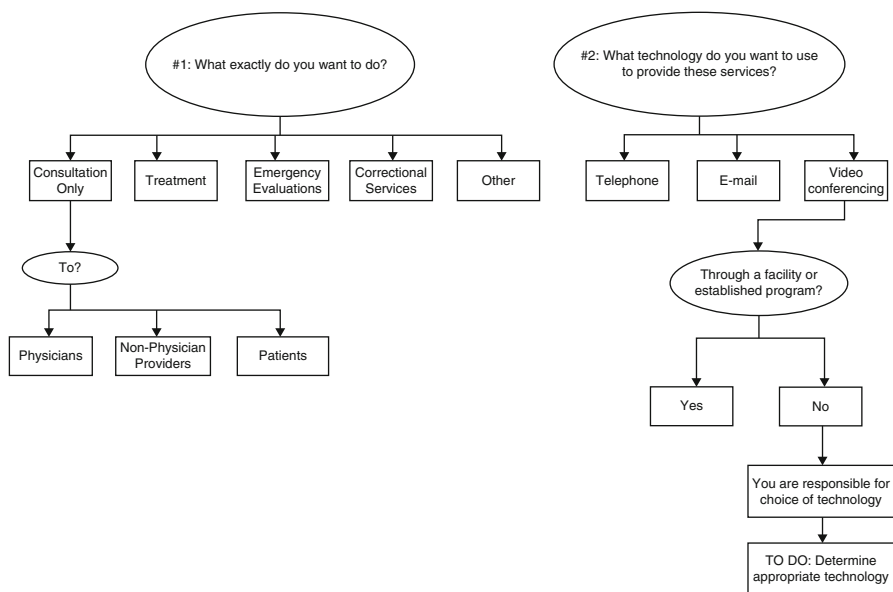 #1: What exactly do you want to do?
Consultation
Only
Treatment
Emergency
Evaluations
Correctional
Services
Other
To?
Physicians
Non-Physician
Providers
Patients
#2: What technology do you want to use
to provide these services?
Telephone
E-mail
Video
conferencing
Through a facility or
established program?
Yes
No
You are responsible for
choice of technology
TO DO: Determine
appropriate technology